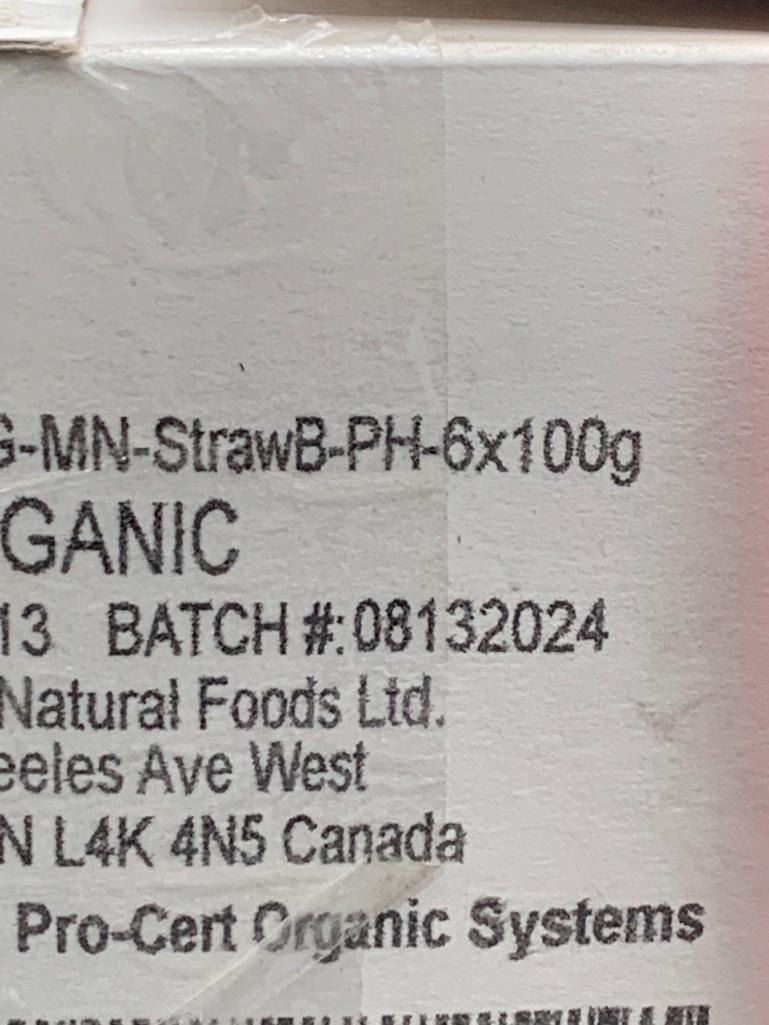 G-MN-StrawB-PH-6x100g
GANIC
13 BATCH #:08132024
Natural Foods Ltd.
eeles Ave West
N L4K 4N5 Canada
Pro-Cert Organic Systems